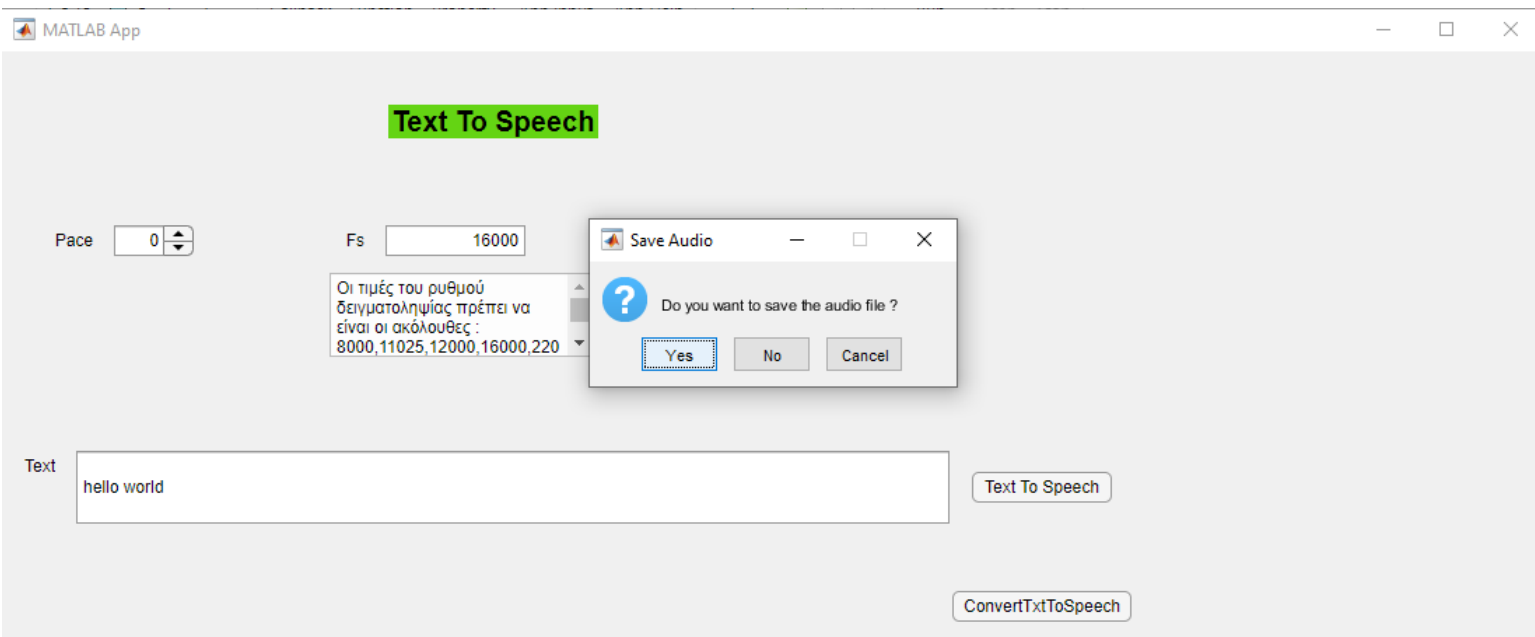 MATLAB App
Text To Speech
Pace
0
Fs
16000
Οι τιμές του ρυθμού
δειγματοληψίας πρέπει να
είναι οι ακόλουθες :
8000,11025,12000,16000,220
Save Audio
Do you want to save the audio file ?
Yes
No
Cancel
Text
hello world
Text To Speech
ConvertTxtToSpeech